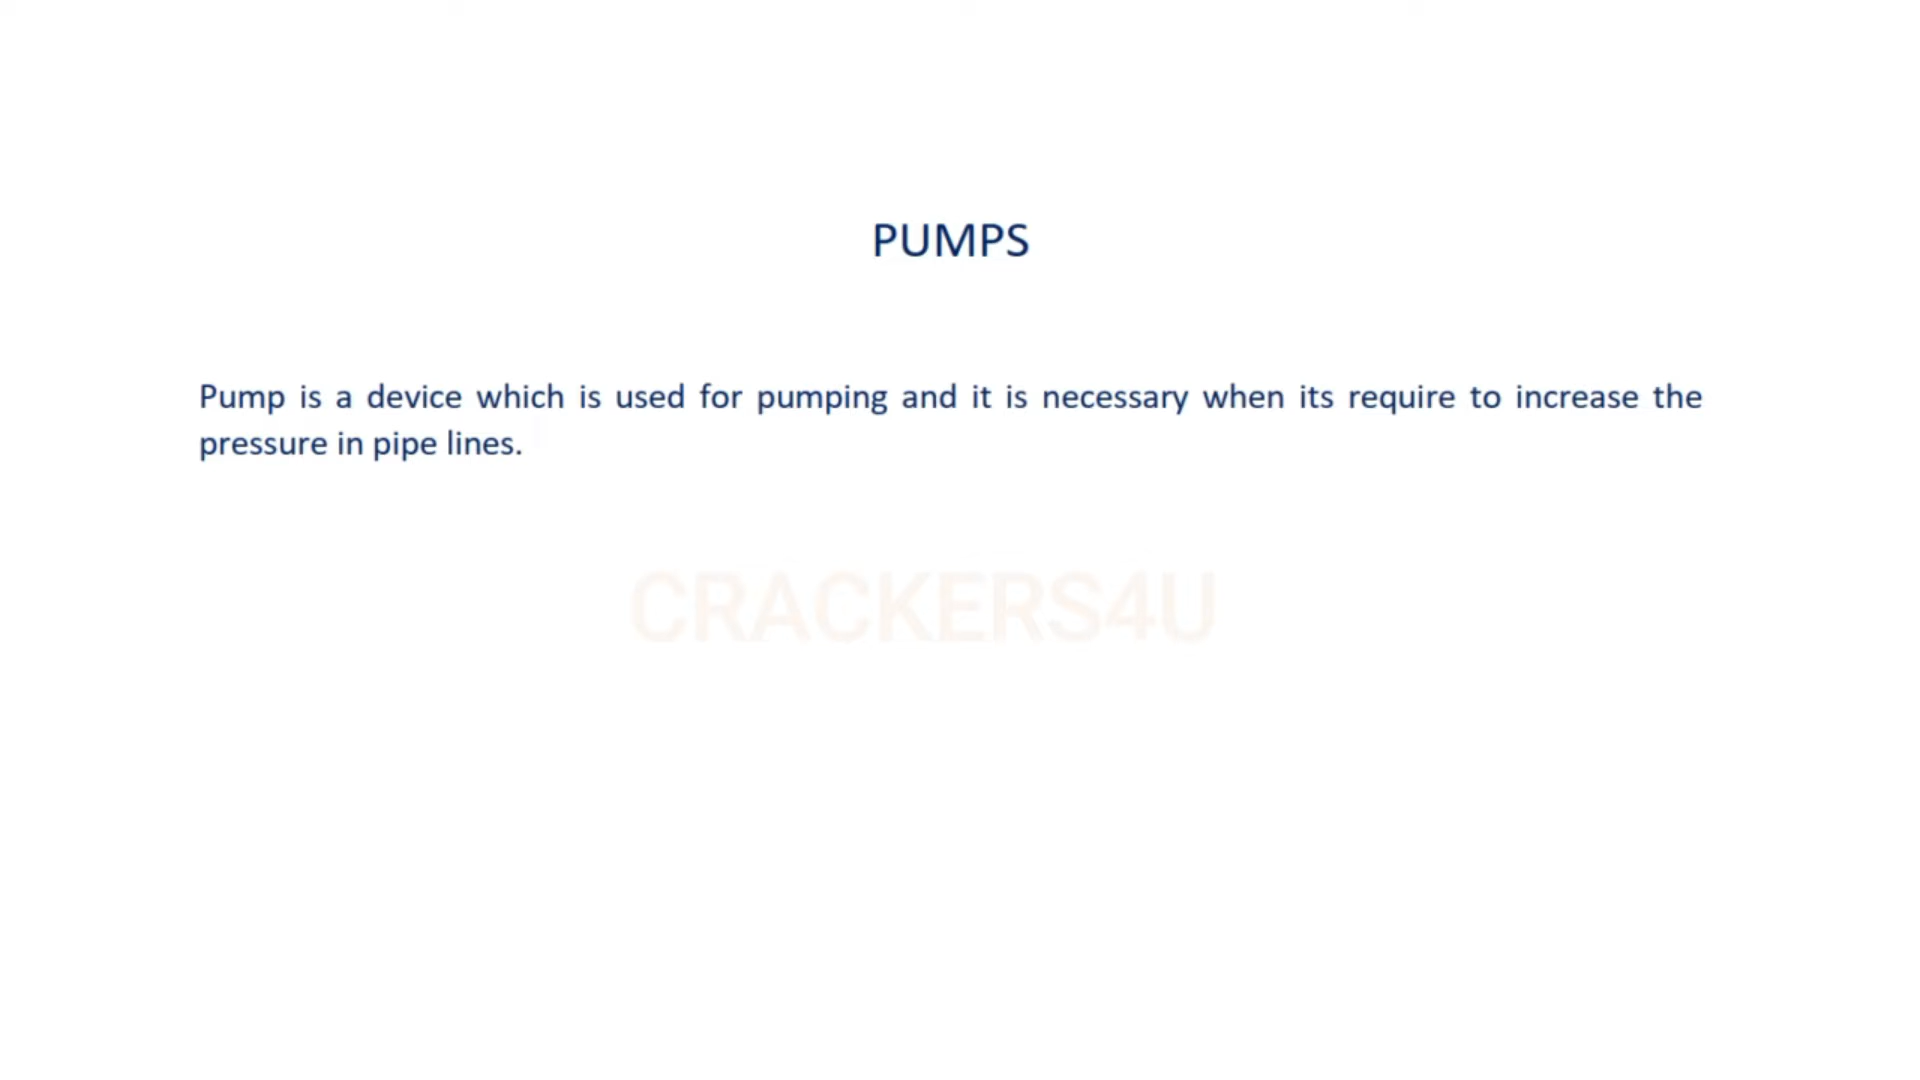 PUMPS
Pump is a device which is used for pumping and it is necessary when its require to increase the
pressure in pipe lines.
CRACKERS4U